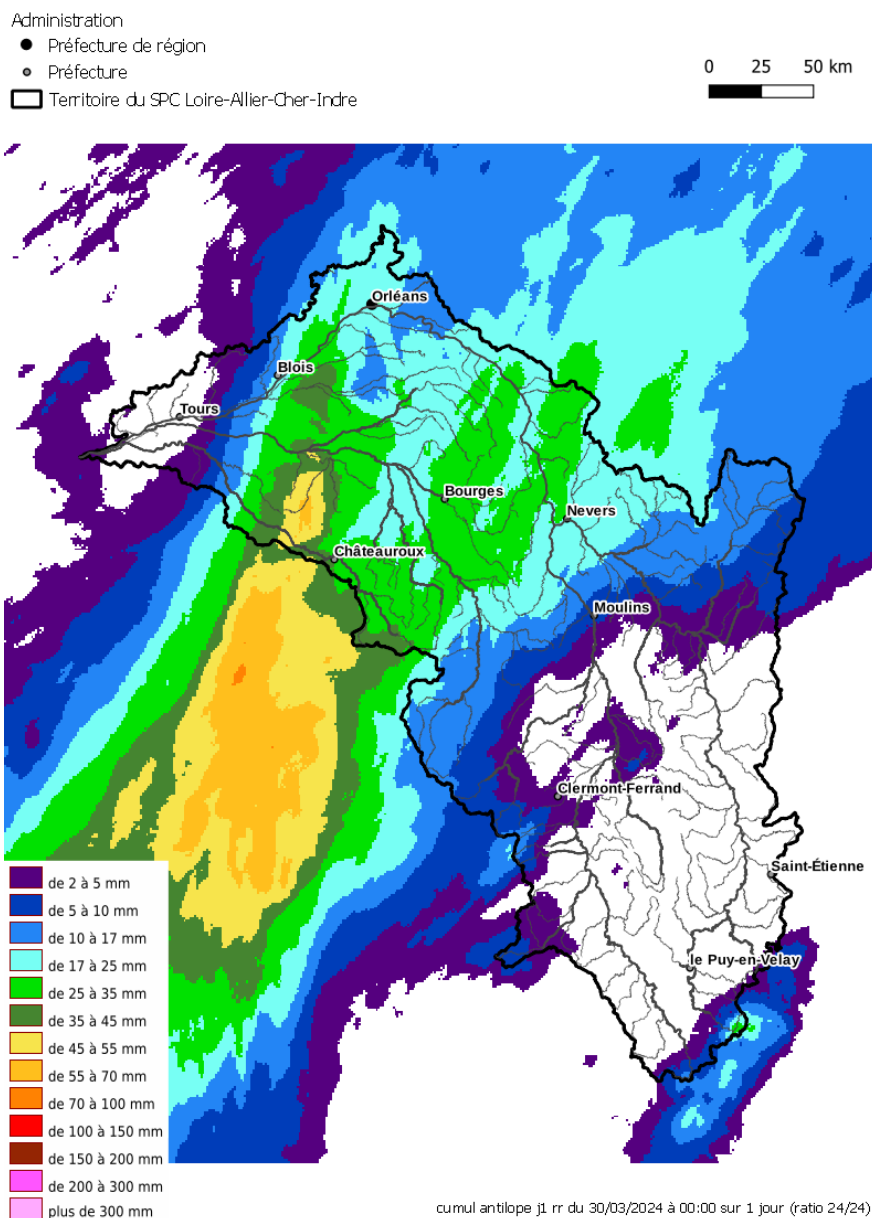 Administration
Préfecture de région
Préfecture
Territoire du SPC Loire-Allier-Cher-Indre
0 25 50 km
Orléans
Blois
Tours
Bourges
Nevers
Châteauroux
Moulins
Clermont-Ferrand
Saint-Étienne
le Puy-en-Velay
de 2 à 5 mm
de 5 à 10 mm
de 10 à 17 mm
de 17 à 25 mm
de 25 à 35 mm
de 35 à 45 mm
de 45 à 55 mm
de 55 à 70 mm
de 70 à 100 mm
de 100 à 150 mm
de 150 à 200 mm
de 200 à 300 mm
plus de 300 mm
cumul antilope j1 rr du 30/03/2024 à 00:00 sur 1 jour (ratio 24/24)